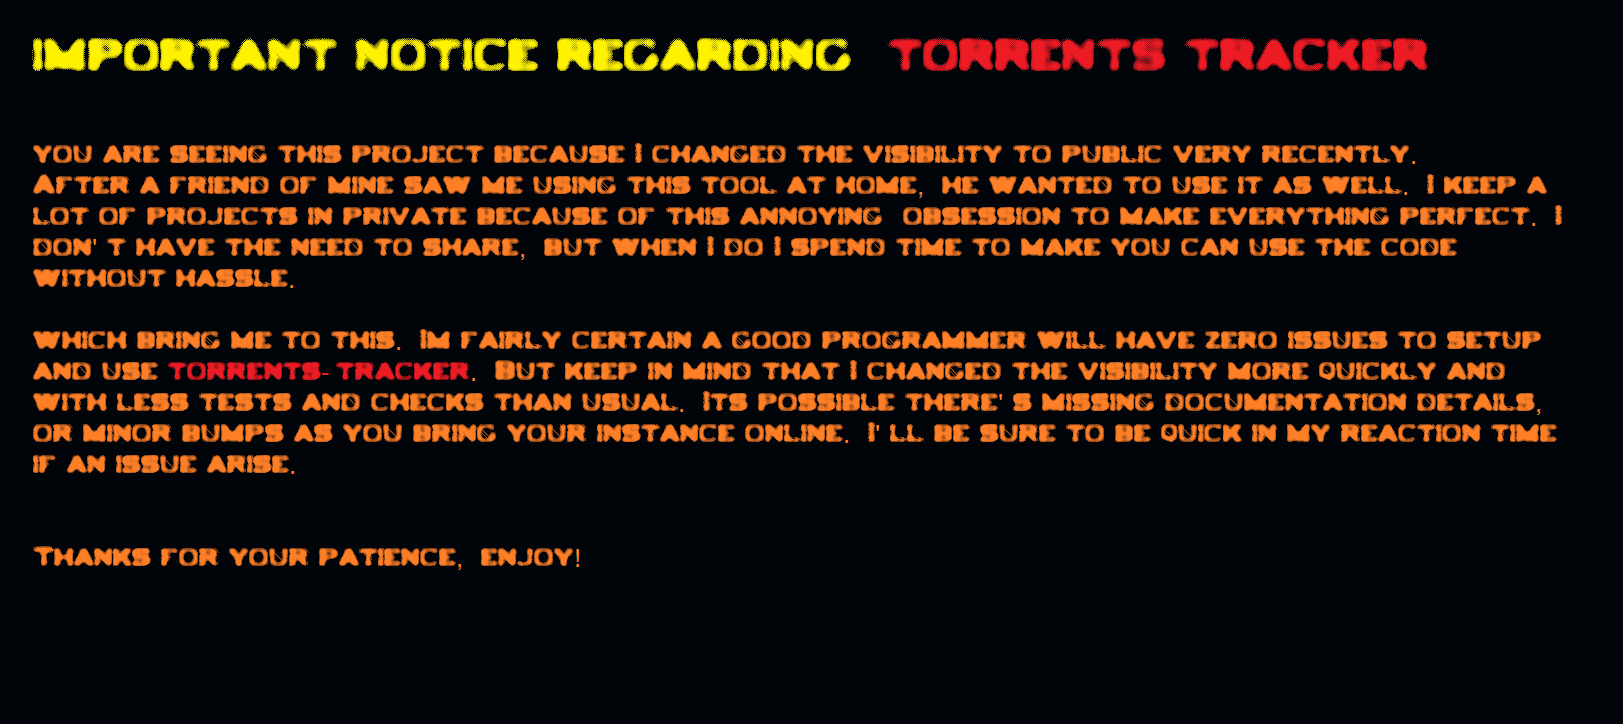 IMPORTANT NOTICE REGARDING TORRENTS TRACKER
YOU ARE SEEING THIS PROJECT BECAUSE I CHANGED THE VISIBILITY TO PUBLIC VERY RECENTLY.
AFTER A FRIEND OF MINE SAW ME USING THIS TOOL AT HOME, HE WANTED TO USE IT AS WELL. I KEEP A
LOT OF PROJECTS IN PRIVATE BECAUSE OF THIS ANNOYING OBSESSION TO MAKE EVERYTHING PERFECT. I
DON'T HAVE THE NEED TO SHARE, BUT WHEN I DO I SPEND TIME TO MAKE YOU CAN USE THE CODE
WITHOUT HASSLE.
WHICH BRING ME TO THIS. IM FAIRLY CERTAIN A GOOD PROGRAMMER WILL HAVE ZERO ISSUES TO SETUP
AND USE TORRENTS-TRACKER. BUT KEEP IN MIND THAT I CHANGED THE VISIBILITY MORE QUICKLY AND
WITH LESS TESTS AND CHECKS THAN USUAL. ITS POSSIBLE THERE'S MISSING DOCUMENTATION DETAILS,
OR MINOR BUMPS AS YOU BRING YOUR INSTANCE ONLINE. I'LL BE SURE TO BE QUICK IN MY REACTION TIME
IF AN ISSUE ARISE.
THANKS FOR YOUR PATIENCE, ENJOY!